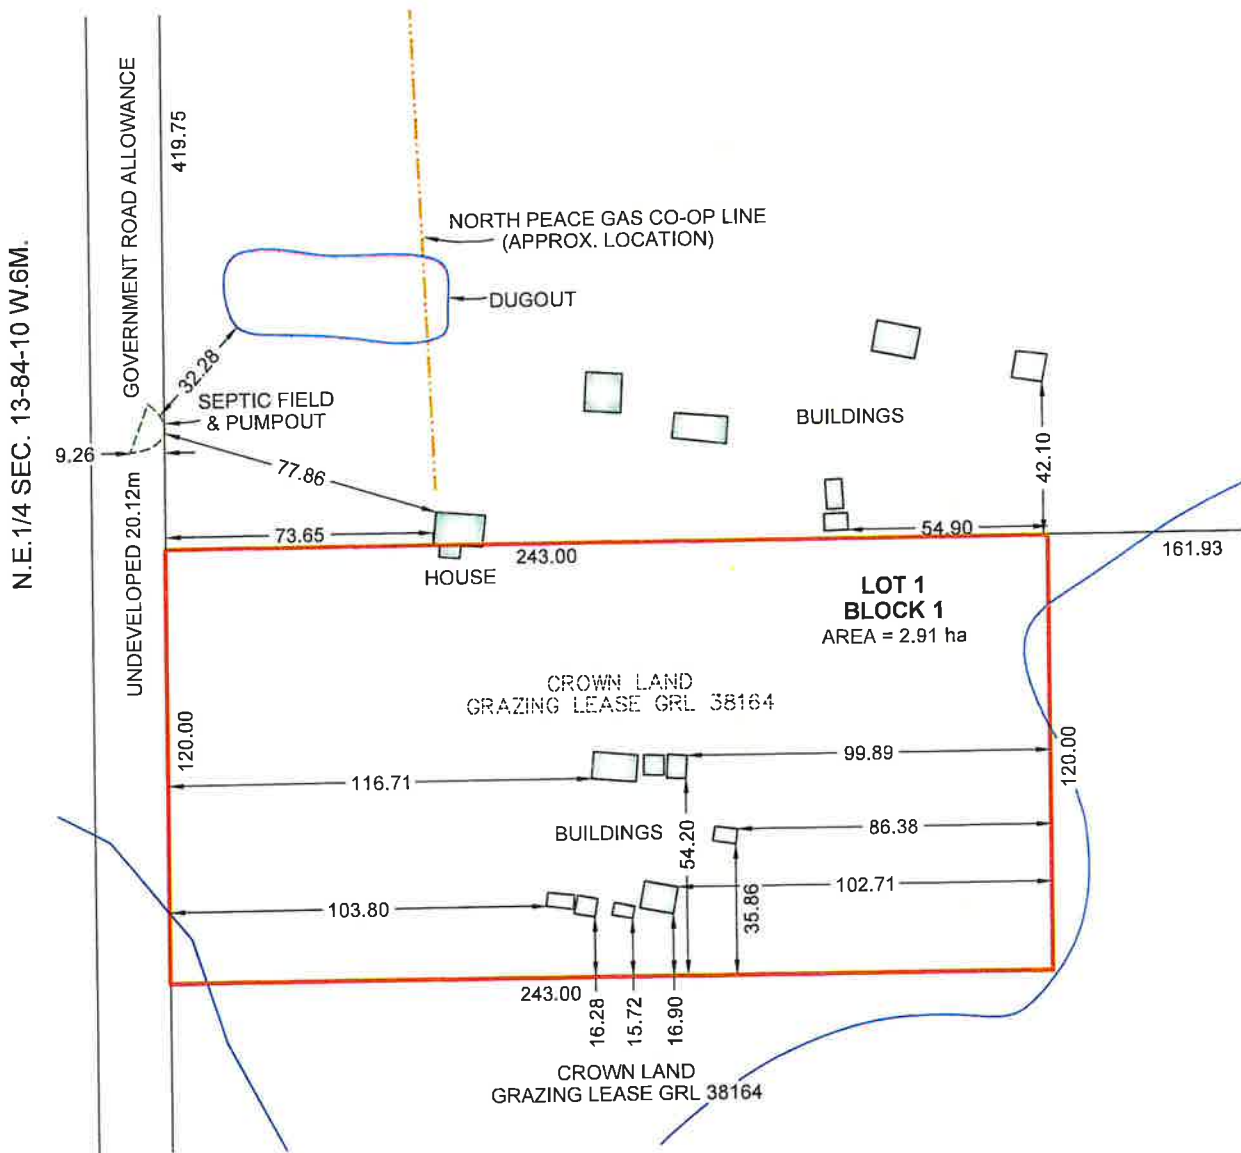 N.E.1/4 SEC. 13-84-10 W.6M.
GOVERNMENT ROAD ALLOWANCE
UNDEVELOPED 20.12m
419.75
NORTH PEACE GAS CO-OP LINE
(APPROX. LOCATION)
DUGOUT
32.28
SEPTIC FIELD
& PUMPOUT
9.26
77.86
73.65
HOUSE
243.00
BUILDINGS
42.10
54.90
161.93
LOT 1
BLOCK 1
AREA = 2.91 ha
CROWN LAND
GRAZING LEASE GRL 38164
120.00
120.00
99.89
116.71
BUILDINGS
54.20
86.38
35.86
102.71
103.80
243.00
16.28
15.72
16.90
CROWN LAND
GRAZING LEASE GRL 38164